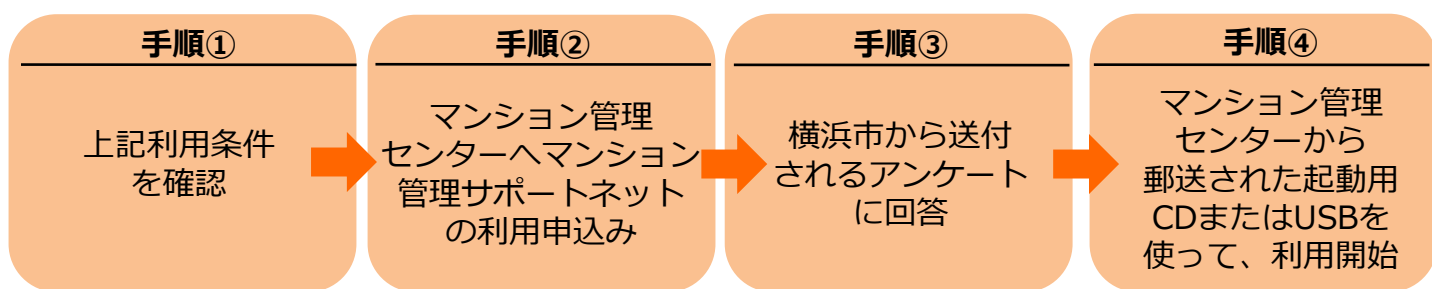 手順①
上記利用条件
を確認
手順②
マンション管理
センターへマンション
管理サポートネット
の利用申込み
手順③
横浜市から送付
されるアンケート
に回答
手順④
マンション管理
センターから
郵送された起動用
CDまたはUSBを
使って、利用開始